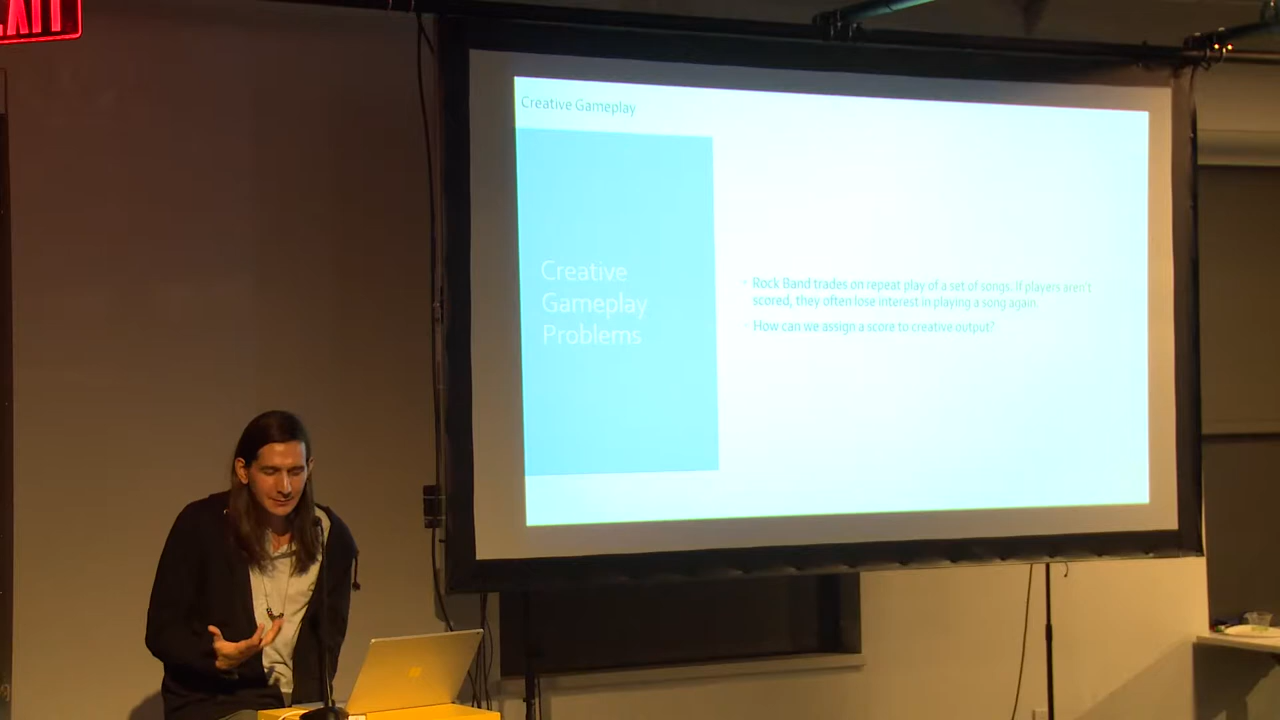 EXIT
Creative Gameplay
Creative
Gameplay
Problems
Rock Band trades on repeat play of a set of songs. If players aren't
scored, they often lose interest in playing a song again.
How can we assign a score to creative output?